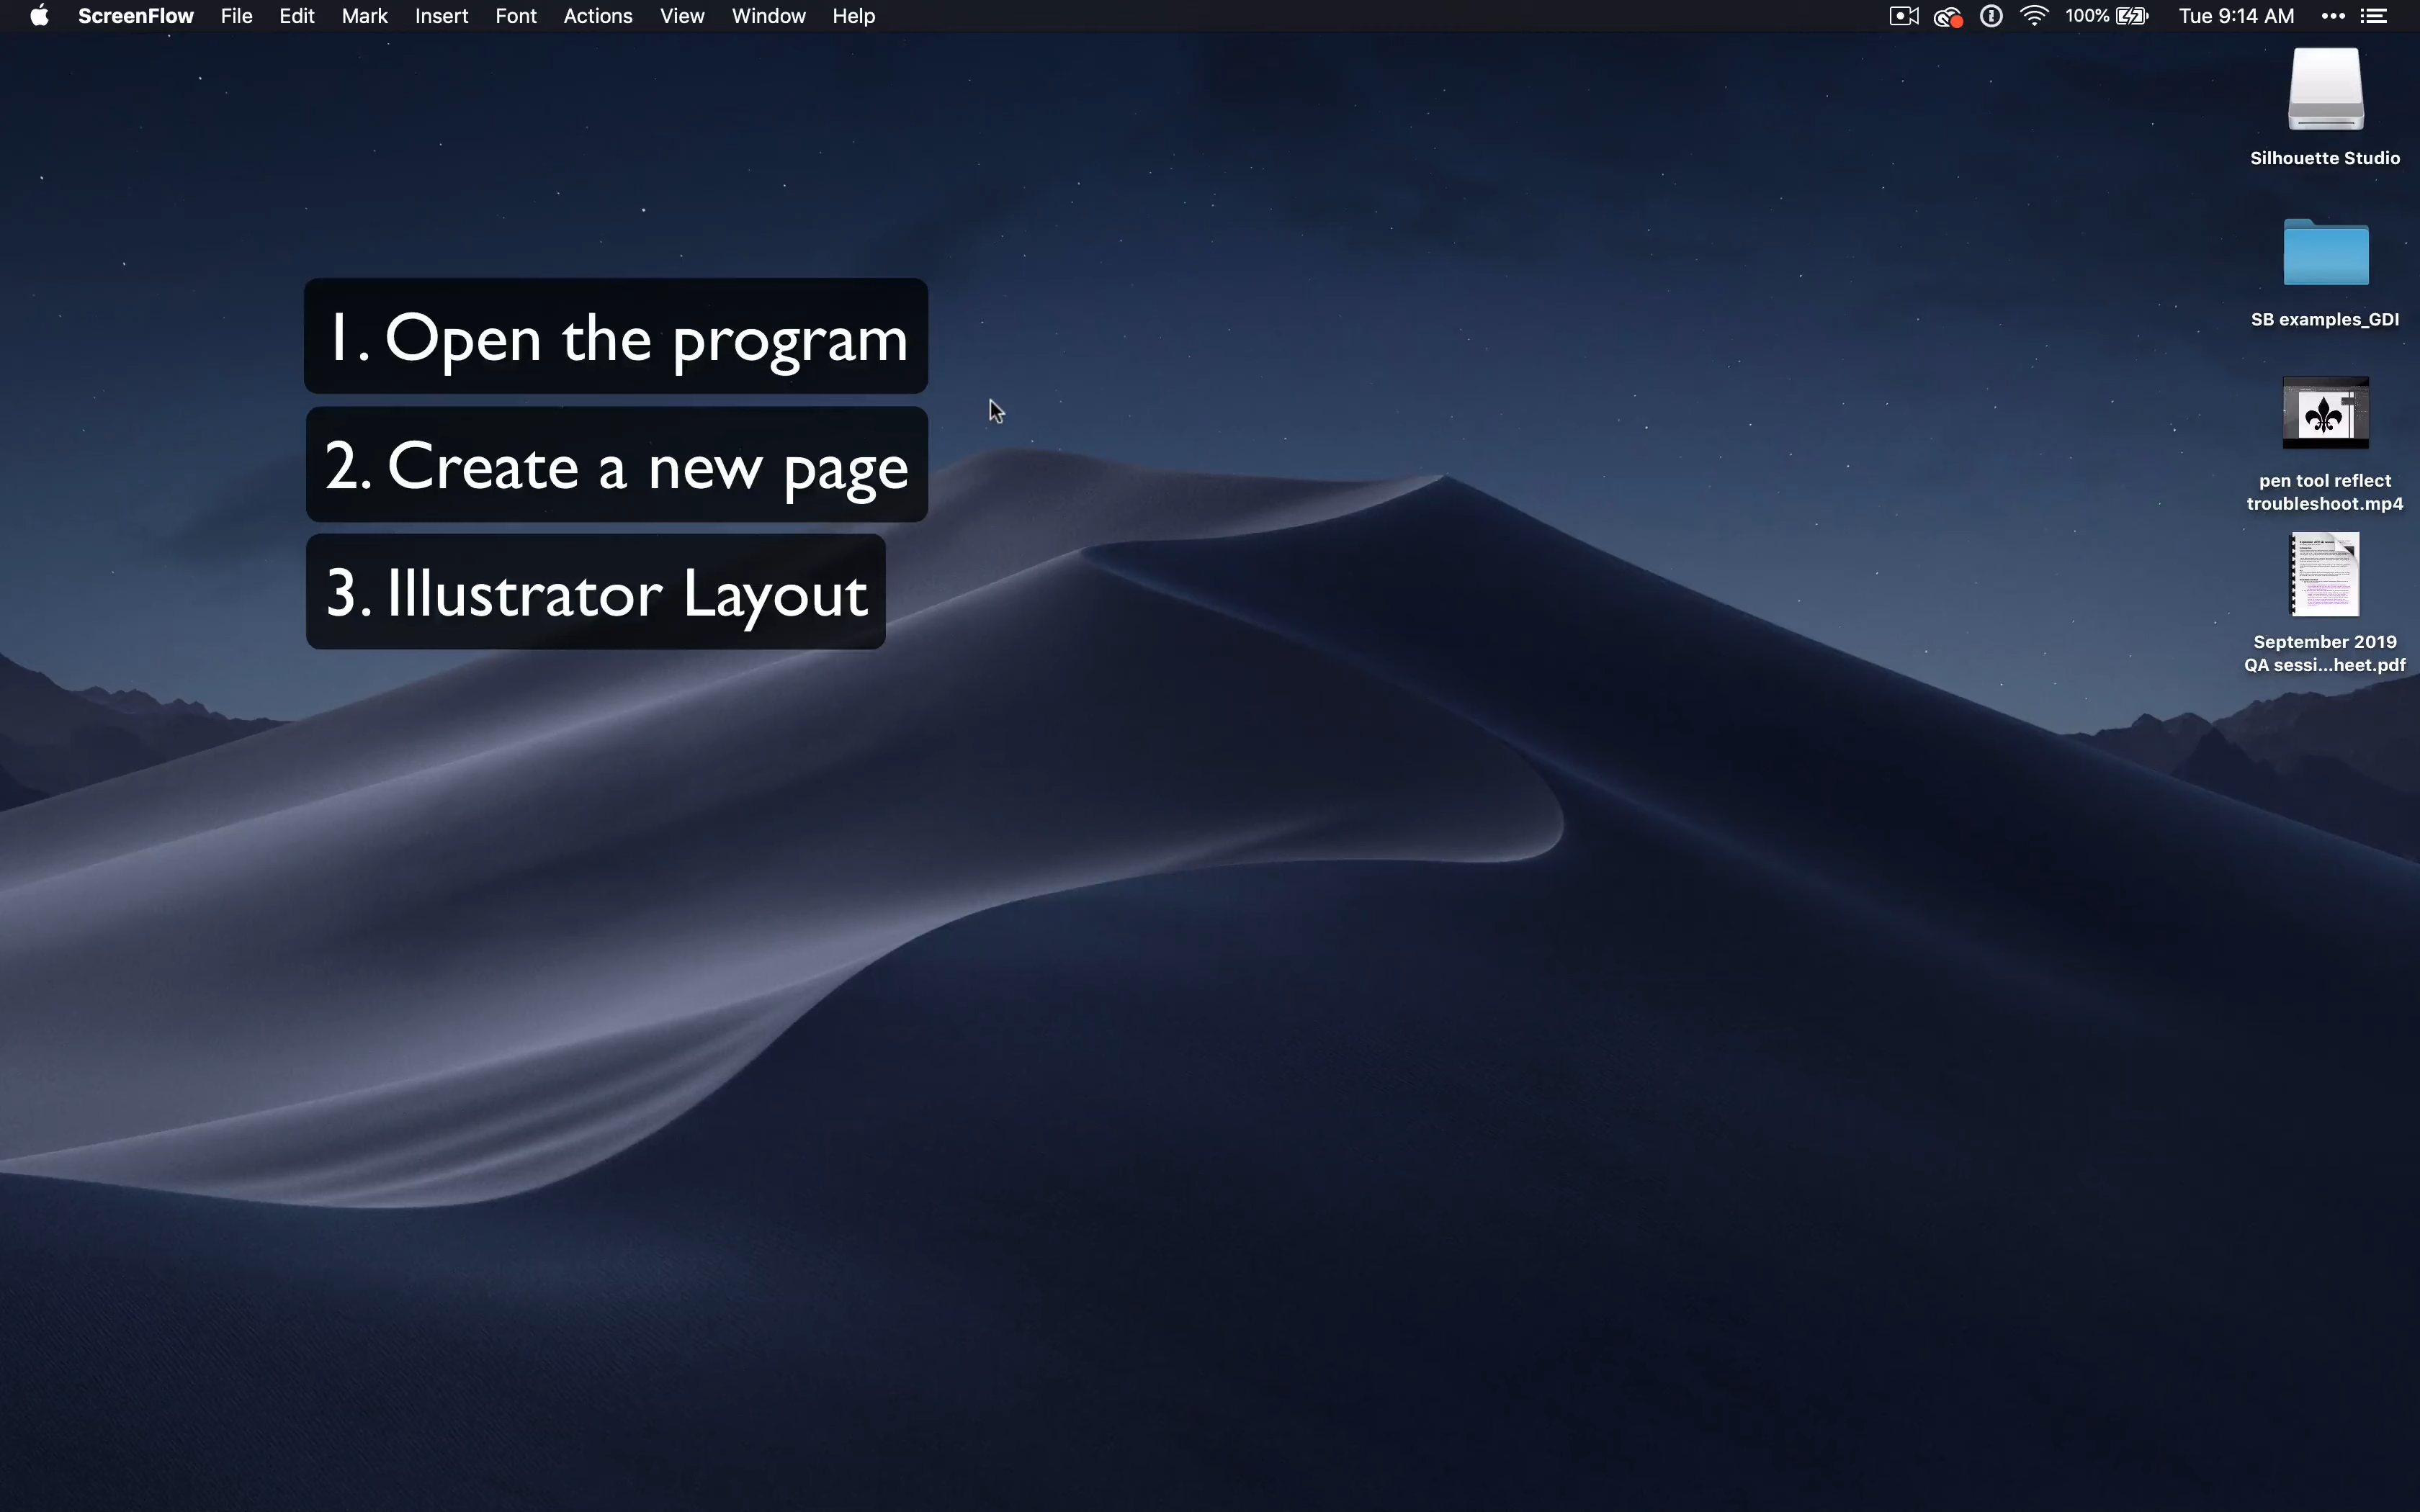 ScreenFlow File Edit Mark Insert Font Actions View Window Help 100% Tue 9:14 AM
Silhouette Studio
SB examples_GDI
1. Open the program
2. Create a new page
3. Illustrator Layout
pen tool reflect
troubleshoot.mp4
September 2019
QA sessi...heet.pdf